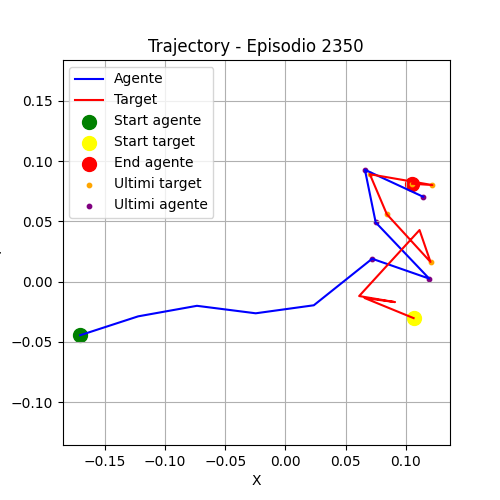 Trajectory - Episodio 2350
Agente
Target
Start agente
Start target
End agente
Ultimi target
Ultimi agente
0.15
0.10
0.05
0.00
−0.05
−0.10
−0.15
−0.10
−0.05
0.00
0.05
0.10
X